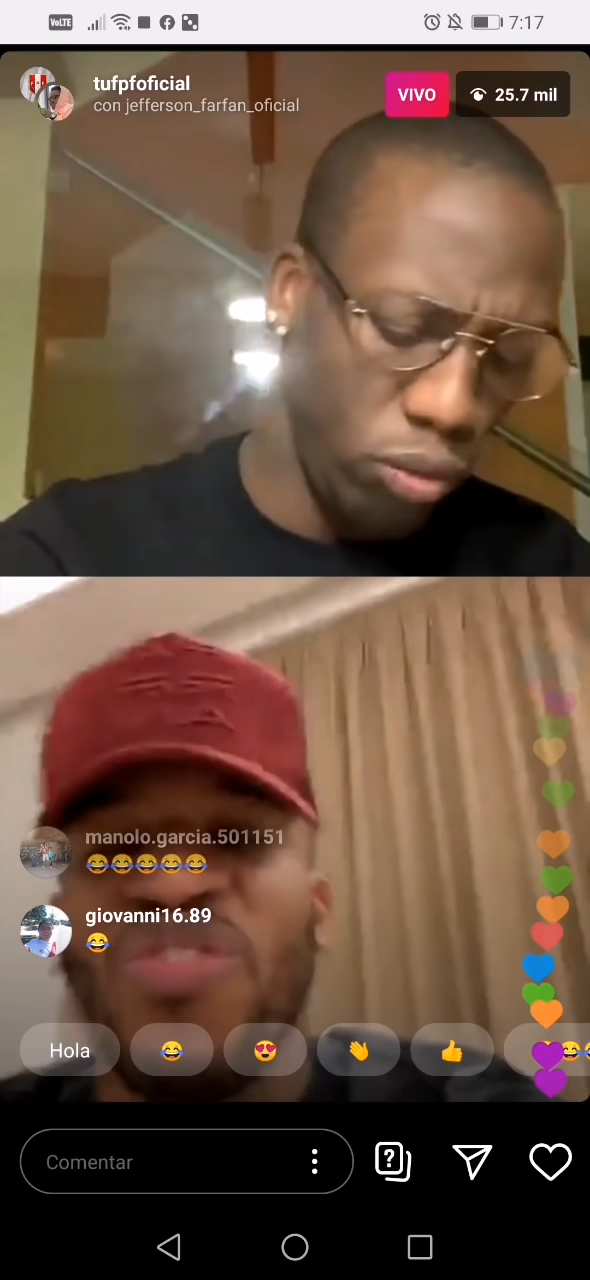 VoLTE
7:17
tufpfoficial
con jefferson_farfan_oficial
VIVO
25.7 mil
manolo.garcia.501151
😂😂😂😂😂
giovanni16.89
😂
Hola
😂
😍
👋
👍
Comentar